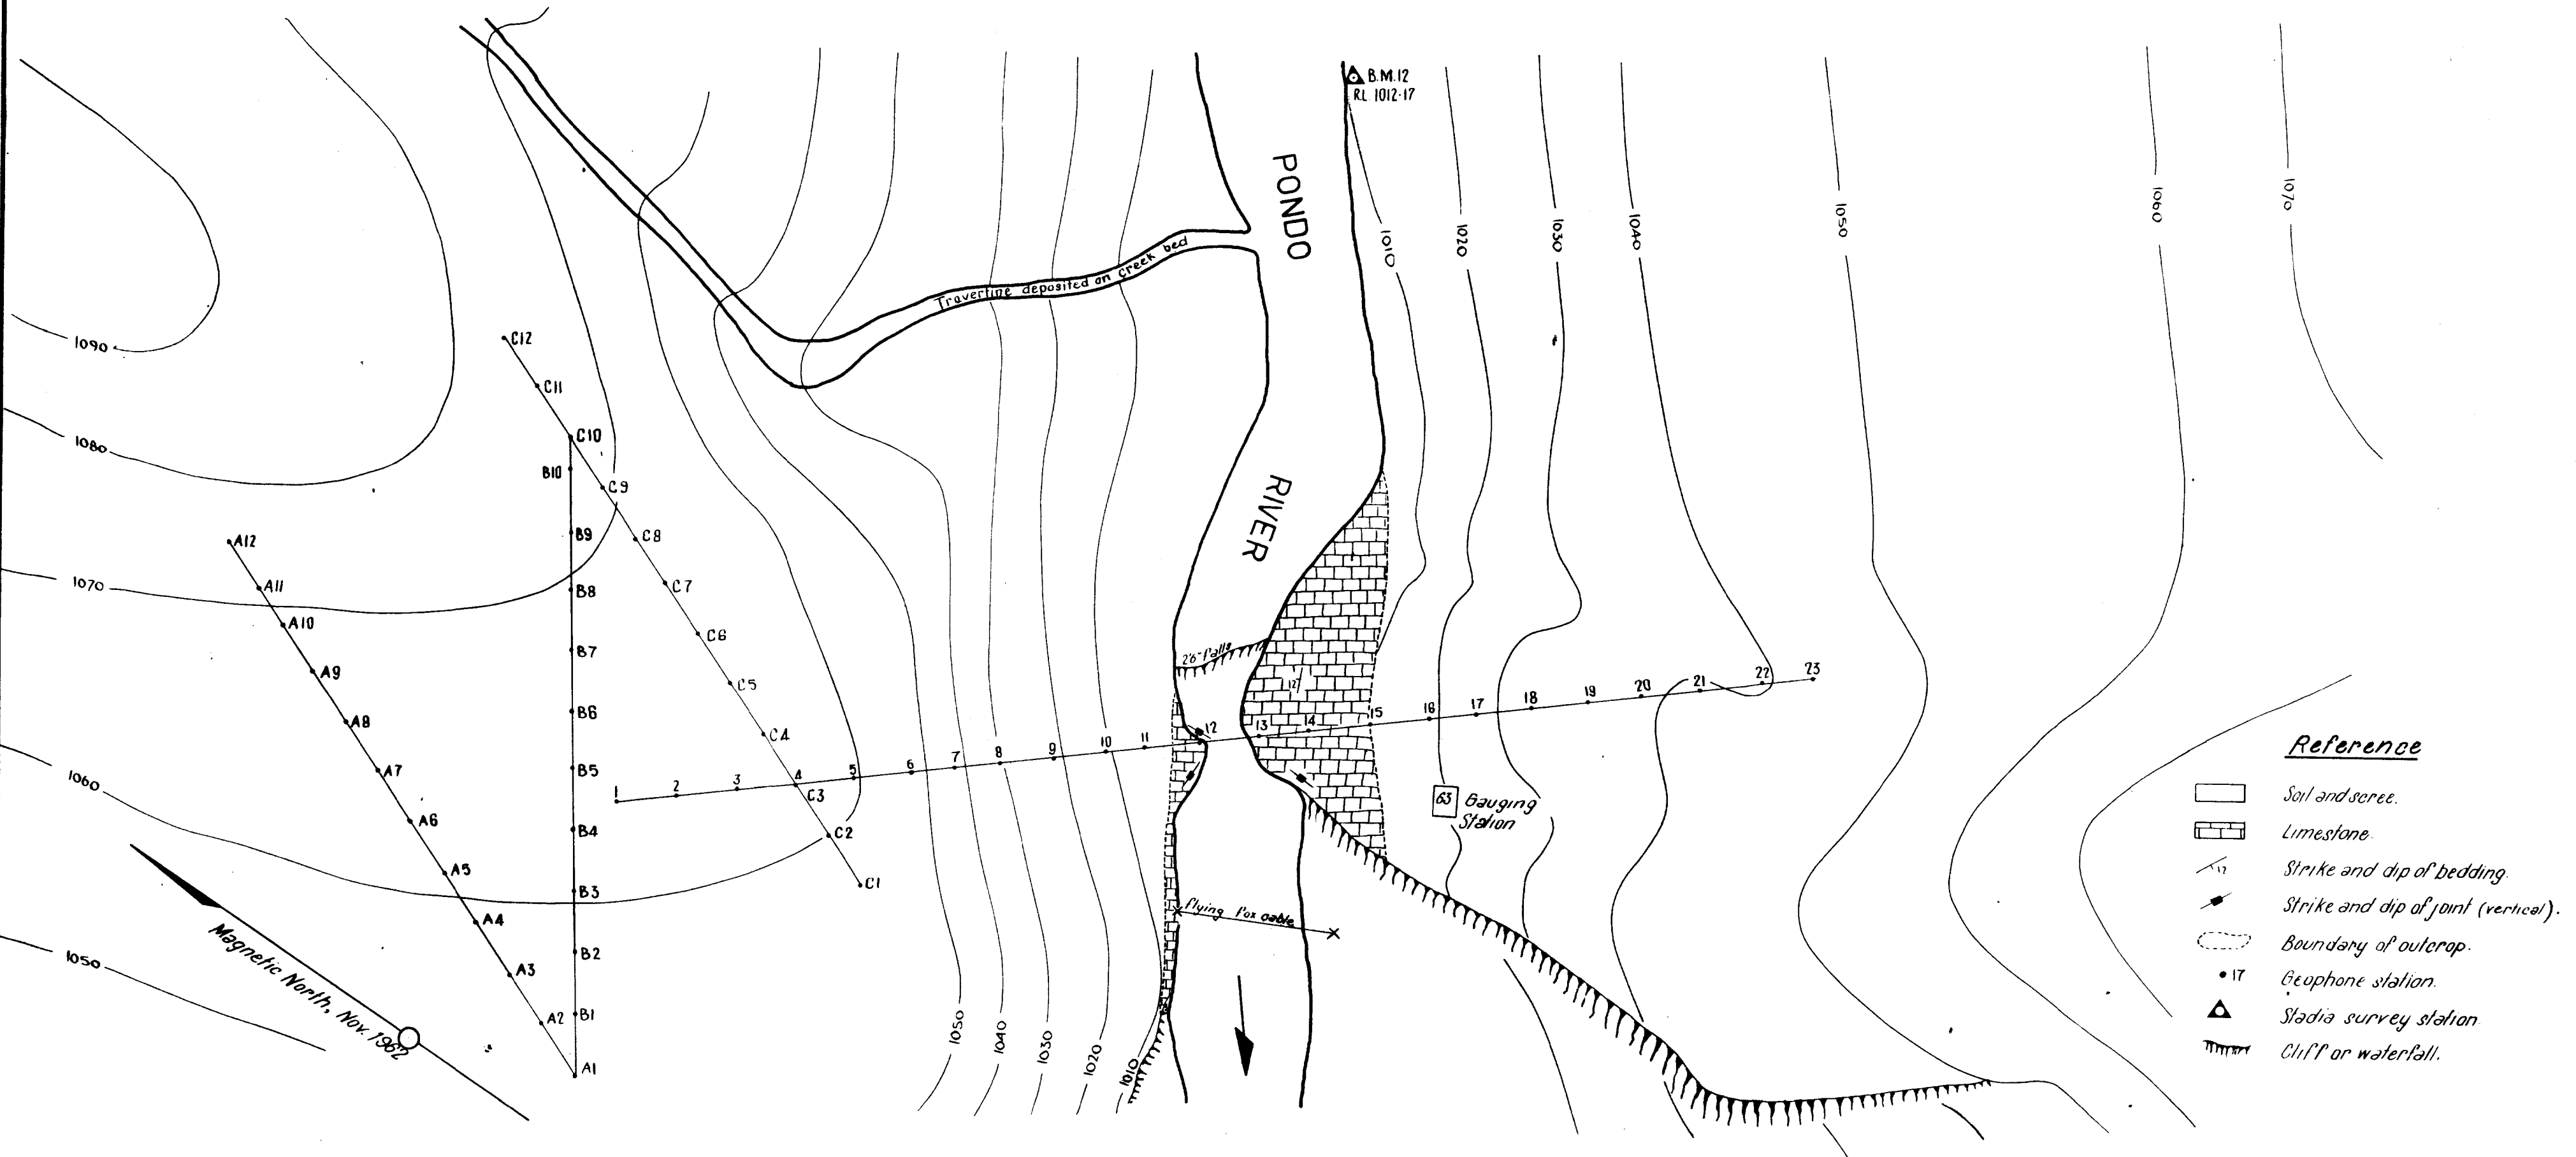 B.M.12
R.L. 1012·17
PONDO
RIVER
Travertine deposited on creek bed
1010
1020
1030
1040
1050
1060
1070
1090
1080
1070
1060
1050
C12
C11
C10
C9
C8
C7
C6
C5
C4
C3
C2
C1
B10
B9
B8
B7
B6
B5
B4
B3
B2
B1
A12
A11
A10
A9
A8
A7
A6
A5
A4
A3
A2
A1
1 2 3 4 5 6 7 8 9 10 11 12 13 14 15 16 17 18 19 20 21 22 23
2'6" falls
12
63 Gauging
Station
flying fox cable
Magnetic North, Nov. 1962
1050
1040
1030
1020
1010
Reference
Soil and scree.
Limestone.
12 Strike and dip of bedding.
Strike and dip of joint (vertical).
Boundary of outcrop.
17 Geophone station.
Stadia survey station
Cliff or waterfall.